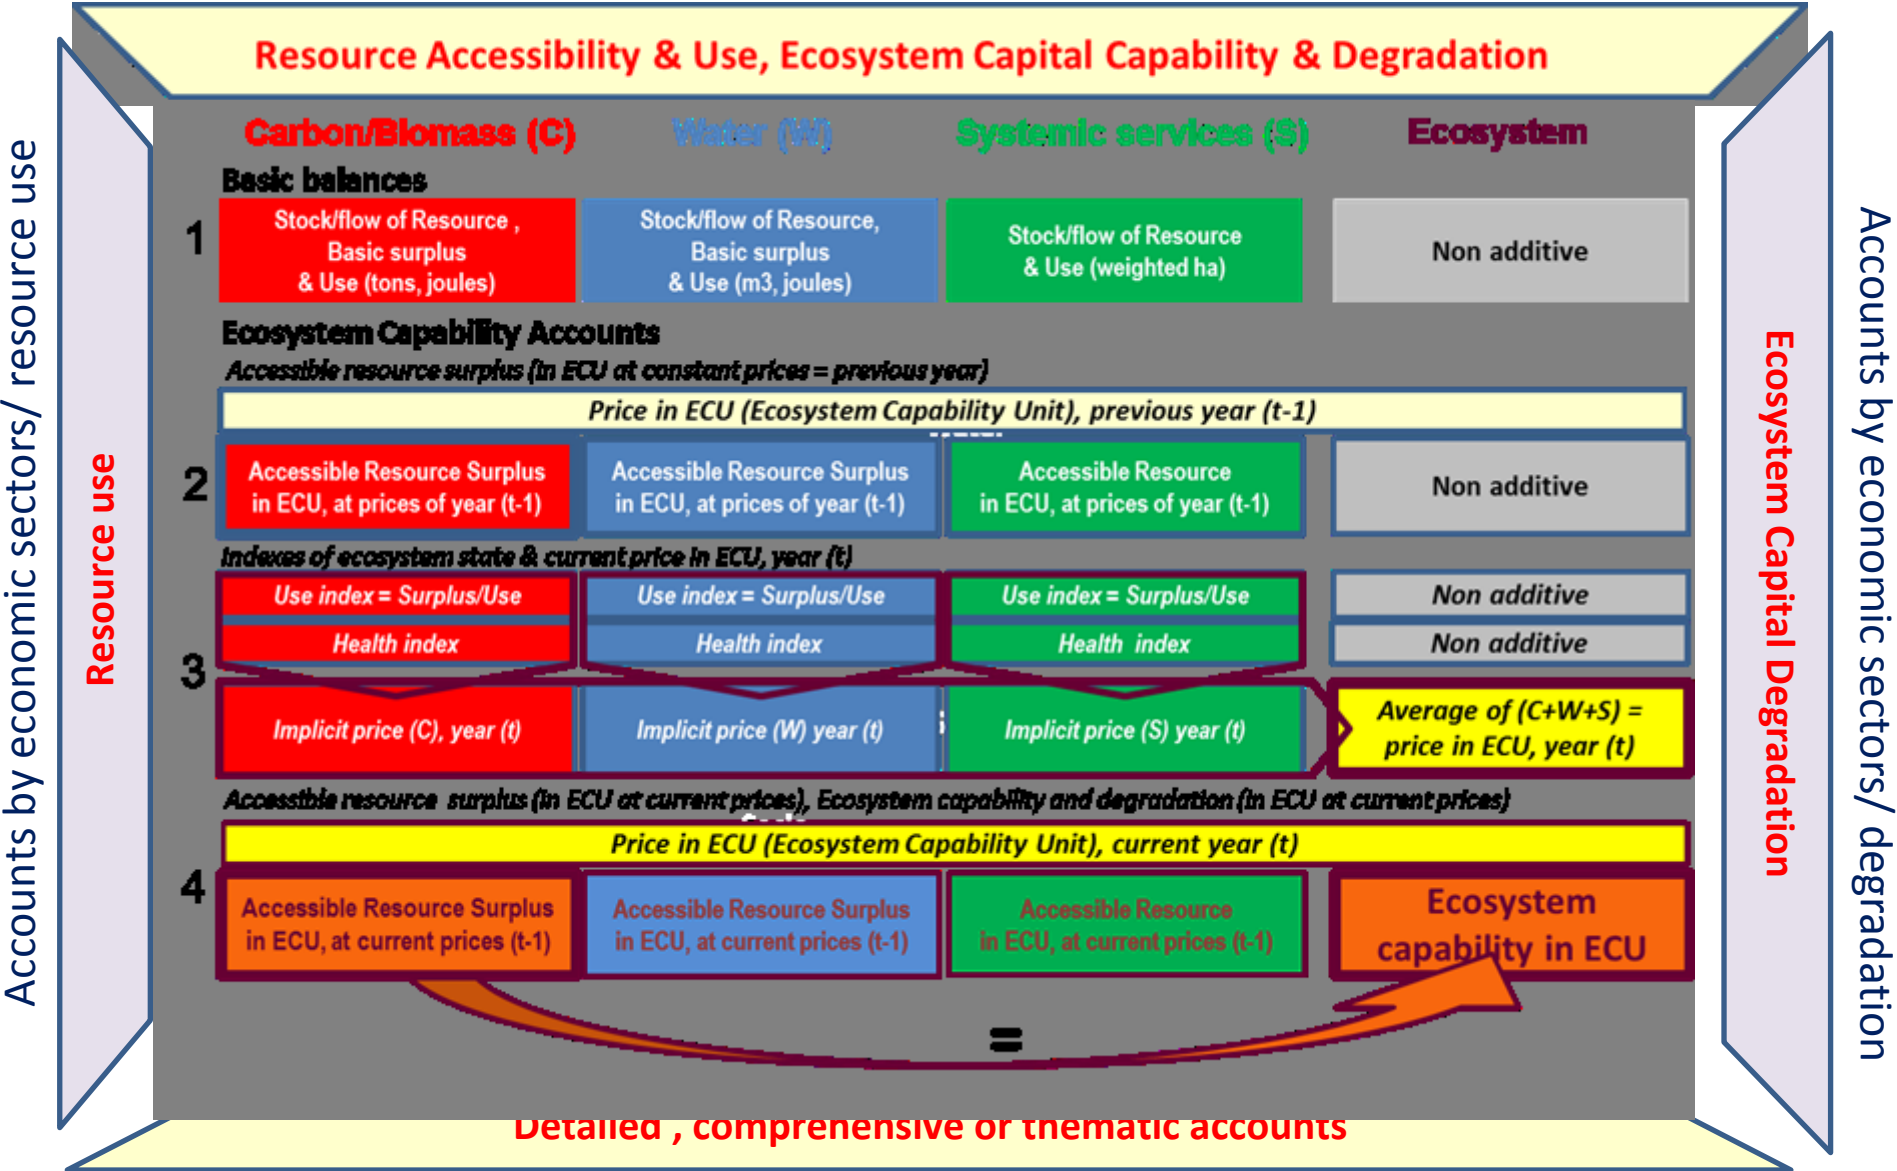 Resource Accessibility & Use, Ecosystem Capital Capability & Degradation
Accounts by economic sectors/ resource use
Resource use
Carbon/Biomass (C)
Water (W)
Systemic services (S)
Ecosystem
Basic balances
1
Stock/flow of Resource ,
Basic surplus
& Use (tons, joules)
Stock/flow of Resource,
Basic surplus
& Use (m3, joules)
Stock/flow of Resource
& Use (weighted ha)
Non additive
Ecosystem Capability Accounts
Accessible resource surplus (in ECU at constant prices = previous year)
Price in ECU (Ecosystem Capability Unit), previous year (t-1)
2
Accessible Resource Surplus
in ECU, at prices of year (t-1)
Accessible Resource Surplus
in ECU, at prices of year (t-1)
Accessible Resource
in ECU, at prices of year (t-1)
Non additive
Indexes of ecosystem state & current price in ECU, year (t)
3
Use index = Surplus/Use
Use index = Surplus/Use
Use index = Surplus/Use
Non additive
Health index
Health index
Health index
Non additive
Implicit price (C), year (t)
Implicit price (W) year (t)
Implicit price (S) year (t)
Average of (C+W+S) =
price in ECU, year (t)
Accessible resource surplus (in ECU at current prices), Ecosystem capability and degradation (in ECU at current prices)
Price in ECU (Ecosystem Capability Unit), current year (t)
4
Accessible Resource Surplus
in ECU, at current prices (t-1)
Accessible Resource Surplus
in ECU, at current prices (t-1)
Accessible Resource
in ECU, at current prices (t-1)
Ecosystem
capability in ECU
=
Ecosystem Capital Degradation
Accounts by economic sectors/ degradation
Detailed , comprehensive or thematic accounts